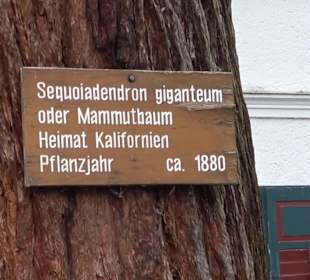 Sequoiadendron giganteum
oder Mammutbaum
Heimat Kalifornien
Pflanzjahr ca. 1880